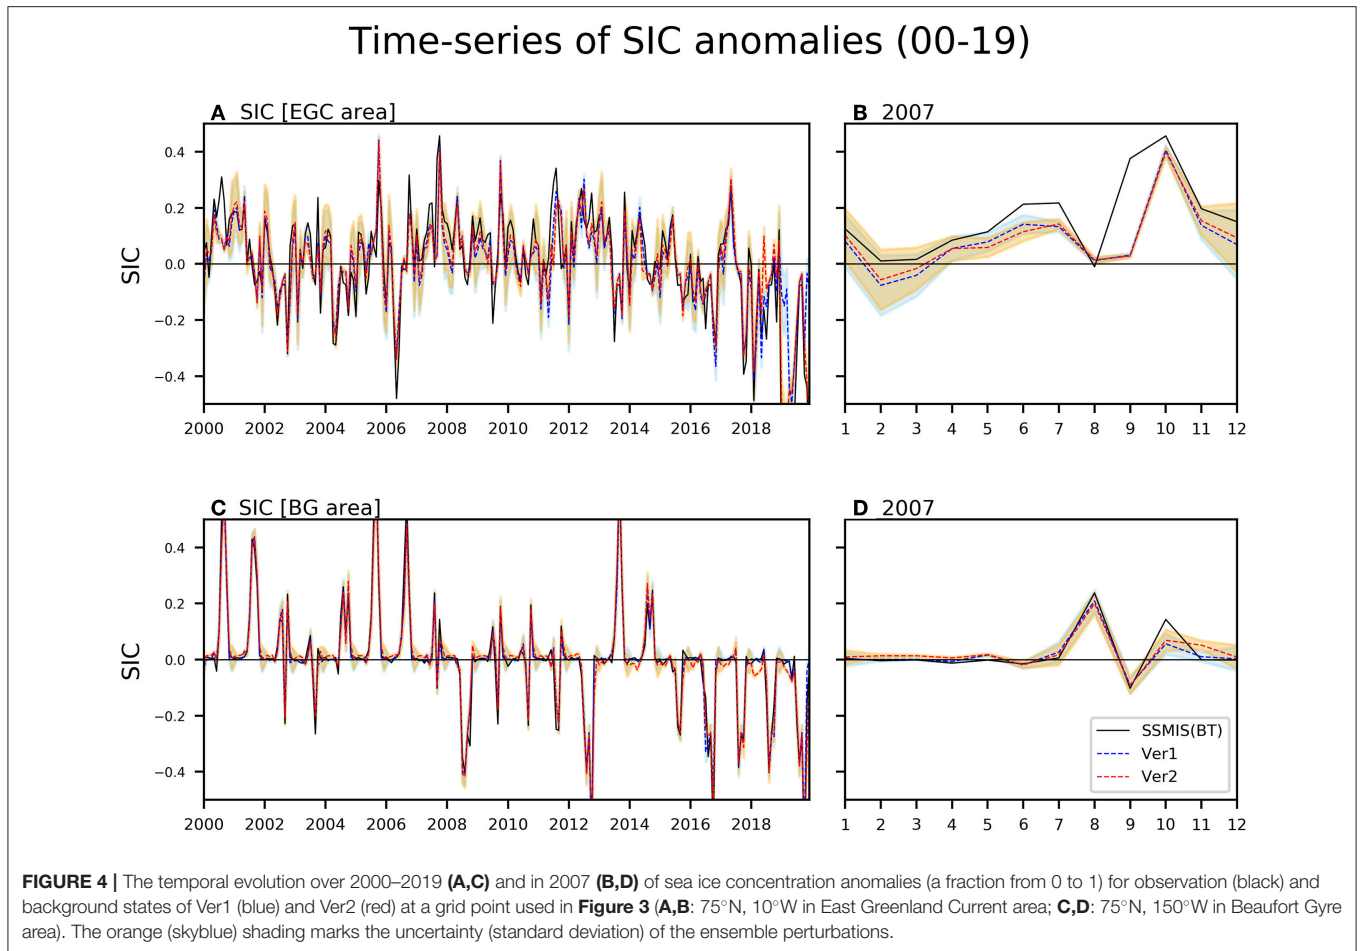 Time-series of SIC anomalies (00-19)
A SIC [EGC area]
B 2007
SIC
0.4
0.2
0.0
−0.2
−0.4
2000 2002 2004 2006 2008 2010 2012 2014 2016 2018
1 2 3 4 5 6 7 8 9 10 11 12
C SIC [BG area]
D 2007
SIC
0.4
0.2
0.0
−0.2
−0.4
SSMIS(BT)
Ver1
Ver2
2000 2002 2004 2006 2008 2010 2012 2014 2016 2018
1 2 3 4 5 6 7 8 9 10 11 12
FIGURE 4 | The temporal evolution over 2000–2019 (A,C) and in 2007 (B,D) of sea ice concentration anomalies (a fraction from 0 to 1) for observation (black) and
background states of Ver1 (blue) and Ver2 (red) at a grid point used in Figure 3 (A,B: 75°N, 10°W in East Greenland Current area; C,D: 75°N, 150°W in Beaufort Gyre
area). The orange (skyblue) shading marks the uncertainty (standard deviation) of the ensemble perturbations.